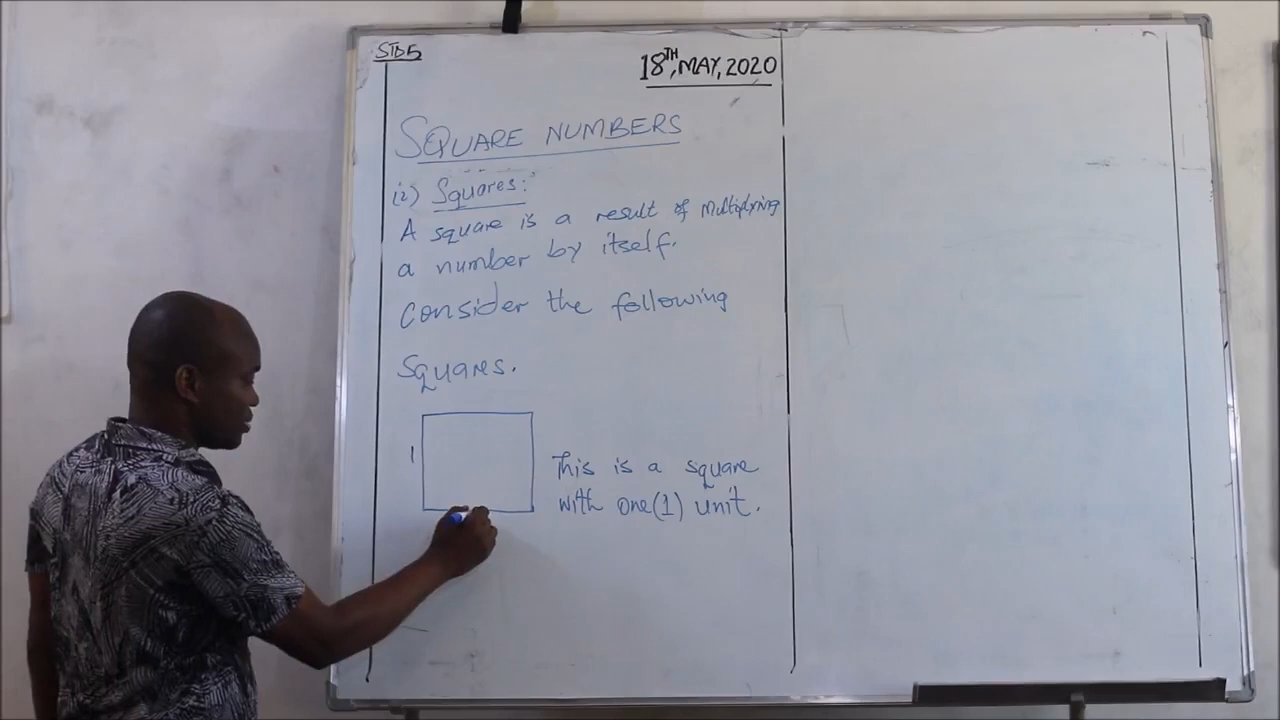 STD 5
18TH, MAY, 2020
SQUARE NUMBERS
(i) Squares:
A square is a result of Multiplying
a number by itself.
Consider the following
Squares.
1
This is a square
with one (1) unit.